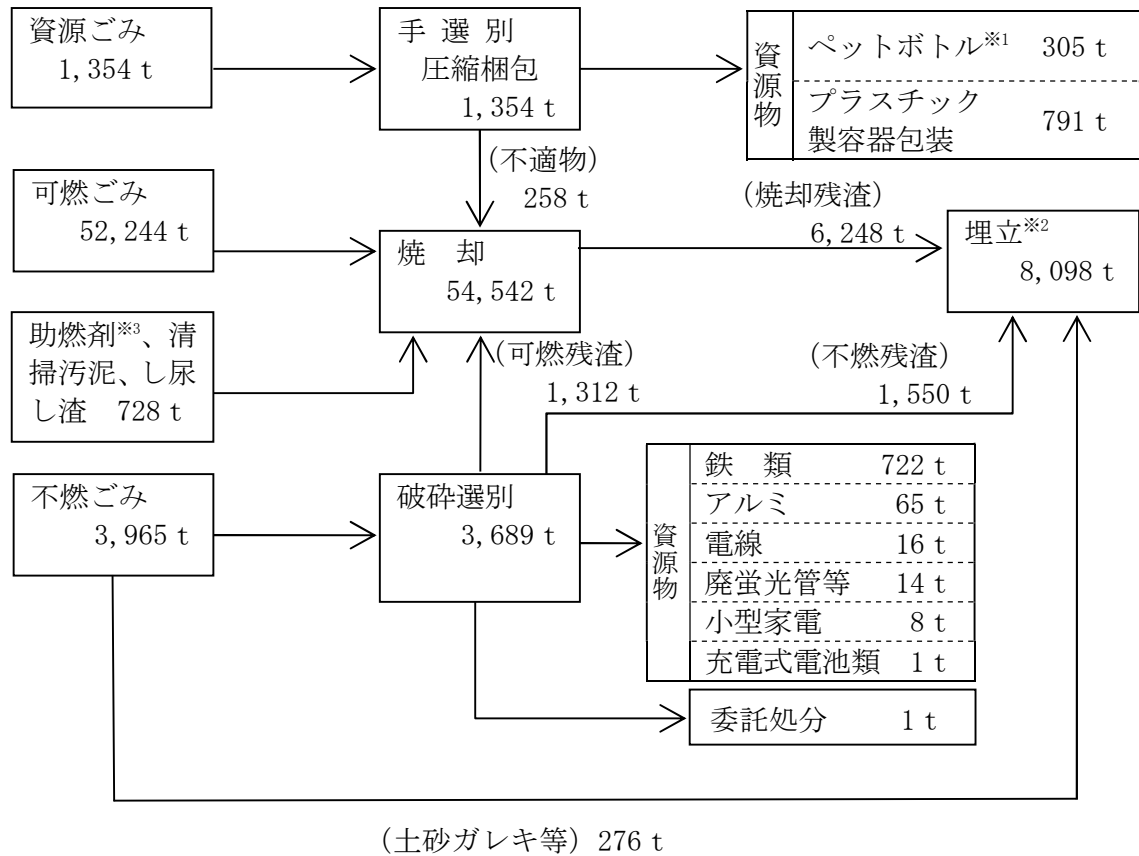 資源ごみ
1,354 t
手 選 別
圧縮梱包
1,354 t
資源物
ペットボトル※1 305 t
プラスチック
製容器包装 791 t
(不適物)
258 t
可燃ごみ
52,244 t
焼 却
54,542 t
(焼却残渣)
6,248 t
埋立※2
8,098 t
助燃剤※3、清
掃汚泥、し尿
し渣 728 t
(可燃残渣)
1,312 t
(不燃残渣)
1,550 t
不燃ごみ
3,965 t
破砕選別
3,689 t
資源物
鉄 類 722 t
アルミ 65 t
電線 16 t
廃蛍光管等 14 t
小型家電 8 t
充電式電池類 1 t
委託処分 1 t
(土砂ガレキ等) 276 t